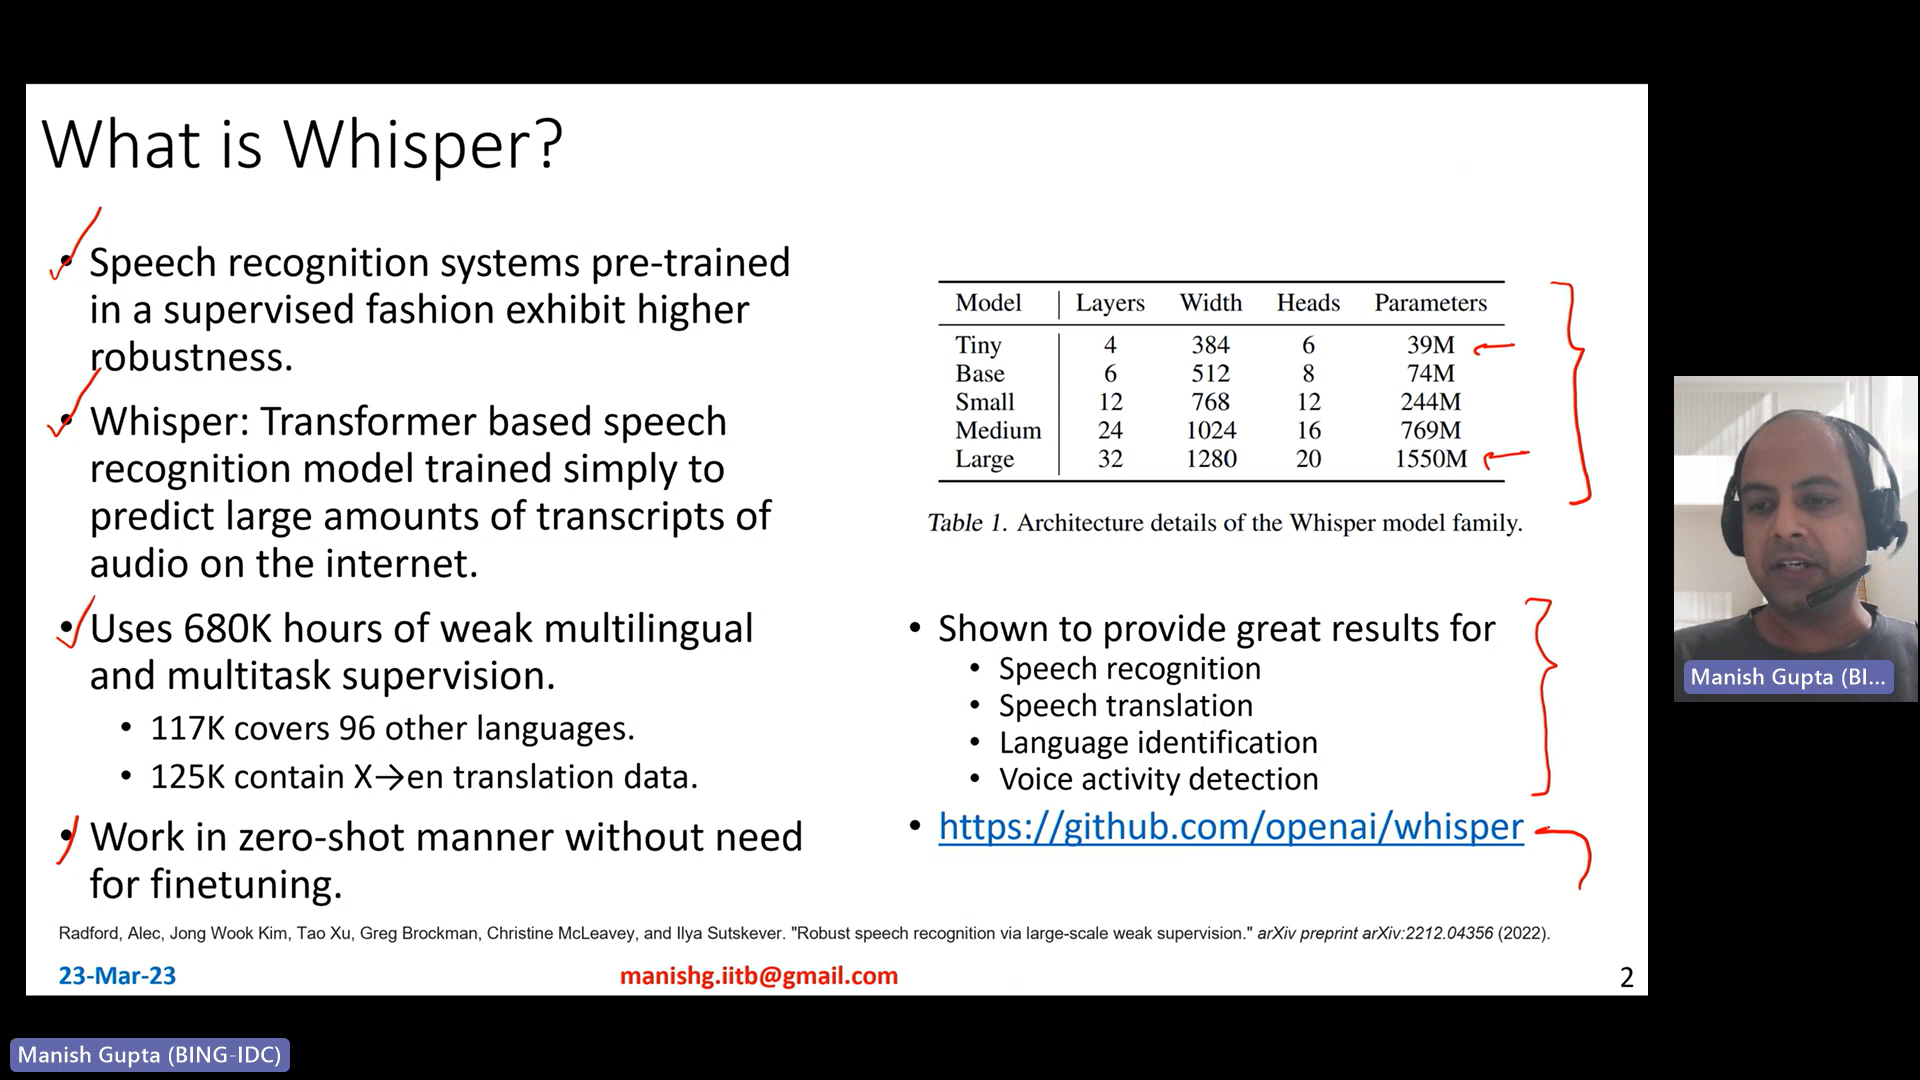 What is Whisper?
• Speech recognition systems pre-trained
in a supervised fashion exhibit higher
robustness.
• Whisper: Transformer based speech
recognition model trained simply to
predict large amounts of transcripts of
audio on the internet.
• Uses 680K hours of weak multilingual
and multitask supervision.
• 117K covers 96 other languages.
• 125K contain X→en translation data.
• Work in zero-shot manner without need
for finetuning.
Model Layers Width Heads Parameters
Tiny 4 384 6 39M
Base 6 512 8 74M
Small 12 768 12 244M
Medium 24 1024 16 769M
Large 32 1280 20 1550M
Table 1. Architecture details of the Whisper model family.
• Shown to provide great results for
• Speech recognition
• Speech translation
• Language identification
• Voice activity detection
• https://github.com/openai/whisper
Radford, Alec, Jong Wook Kim, Tao Xu, Greg Brockman, Christine McLeavey, and Ilya Sutskever. "Robust speech recognition via large-scale weak supervision." arXiv preprint arXiv:2212.04356 (2022).
23-Mar-23 manishg.iitb@gmail.com 2
Manish Gupta (BI...
Manish Gupta (BING-IDC)